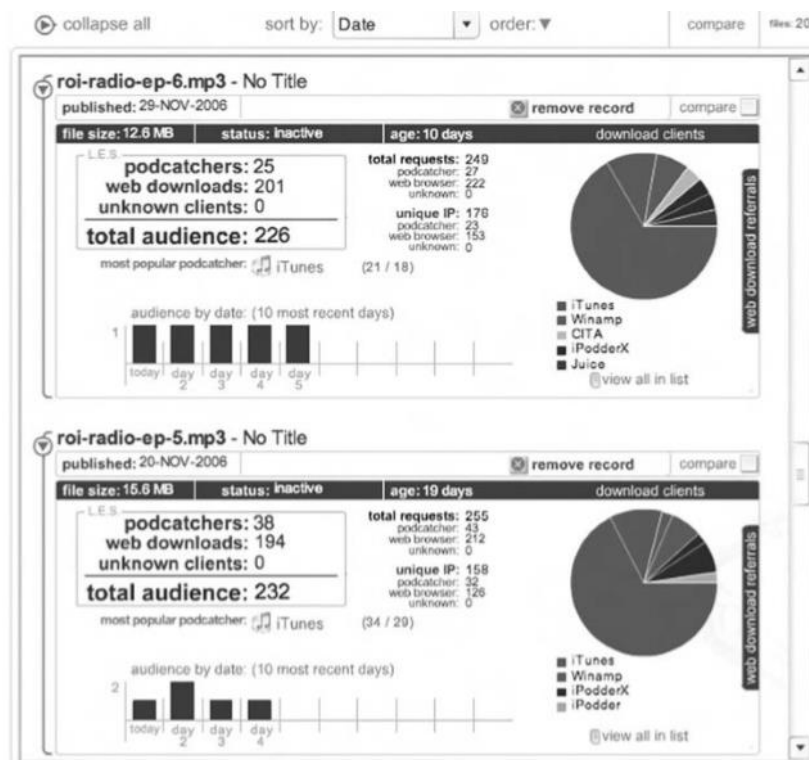 collapse all sort by: Date order: compare files: 20
roi-radio-ep-6.mp3 - No Title
published: 29-NOV-2006 remove record compare
file size: 12.6 MB status: inactive age: 10 days download clients
L.E.S.
podcatchers: 25
web downloads: 201
unknown clients: 0
total audience: 226
most popular podcatcher: iTunes (21 / 18)
total requests: 249
podcatcher: 27
web browser: 222
unknown: 0
unique IP: 176
podcatcher: 23
web browser: 153
unknown: 0
web download referrals
iTunes
Winamp
CITA
iPodderX
Juice
view all in list
audience by date: (10 most recent days)
1
today day 2 day 3 day 4 day 5
roi-radio-ep-5.mp3 - No Title
published: 20-NOV-2006 remove record compare
file size: 15.6 MB status: inactive age: 19 days download clients
L.E.S.
podcatchers: 38
web downloads: 194
unknown clients: 0
total audience: 232
most popular podcatcher: iTunes (34 / 29)
total requests: 255
podcatcher: 43
web browser: 212
unknown: 0
unique IP: 158
podcatcher: 32
web browser: 126
unknown: 0
web download referrals
iTunes
Winamp
iPodderX
iPodder
view all in list
audience by date: (10 most recent days)
2
today day 2 day 3 day 4